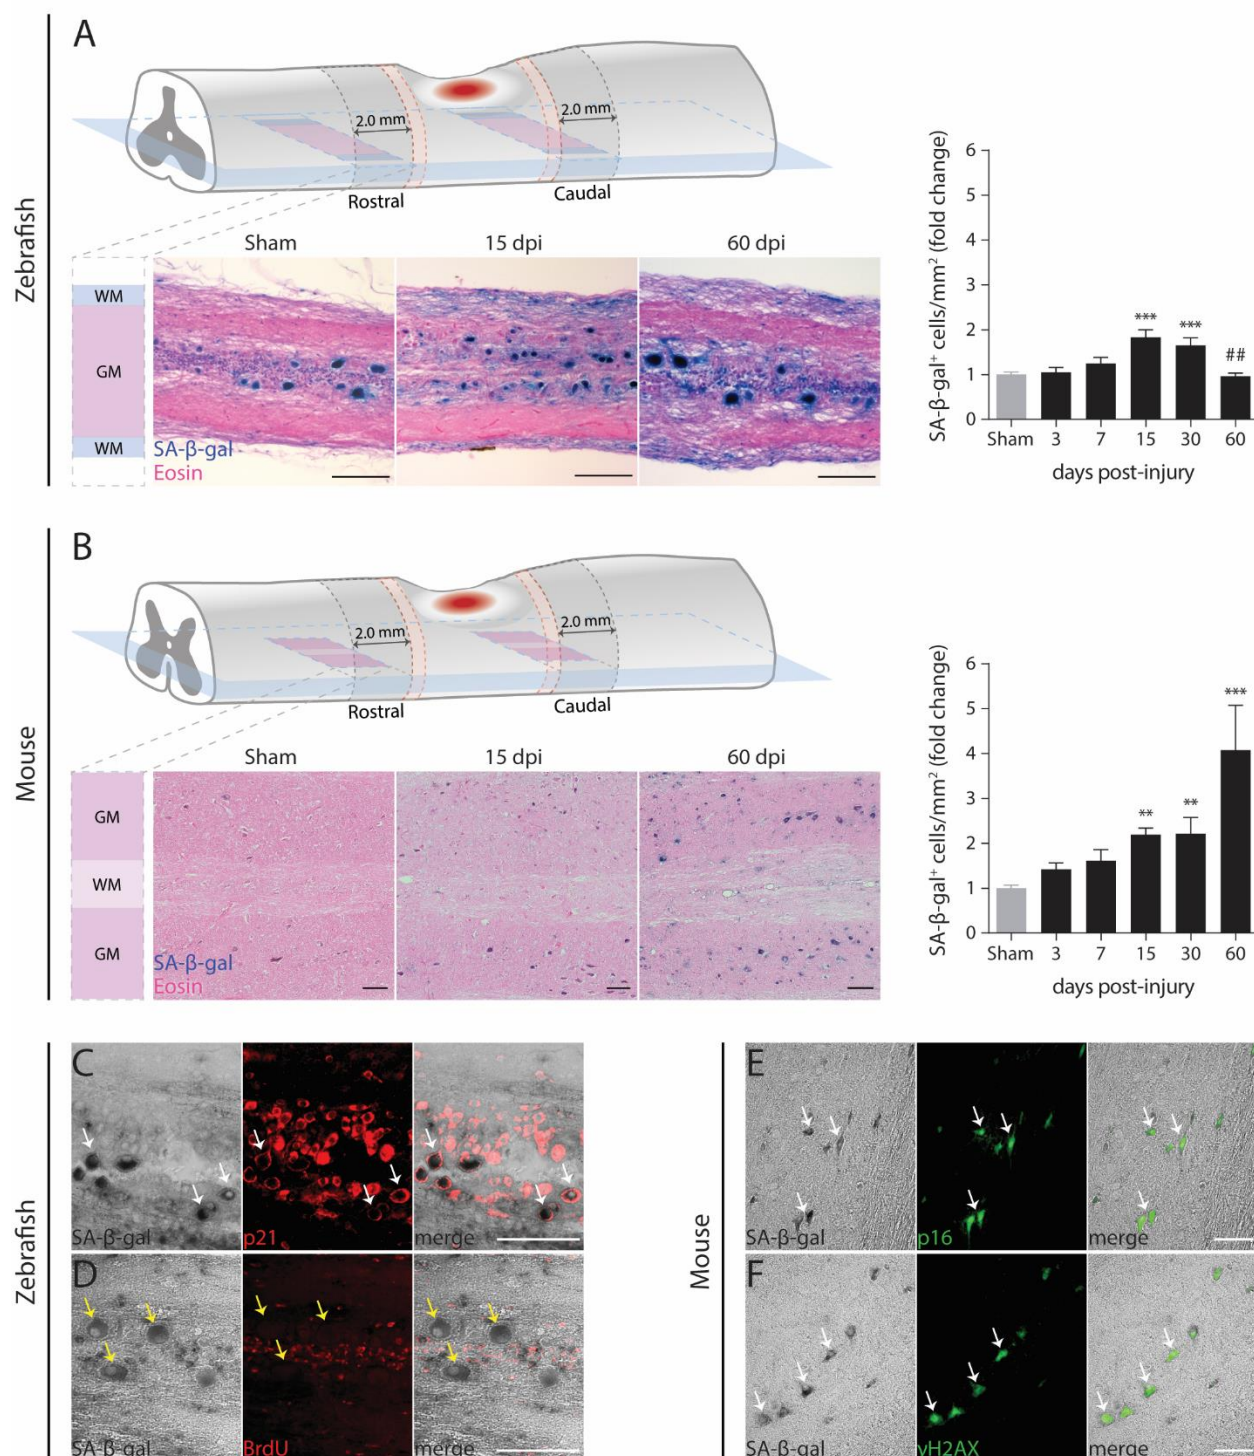 Zebrafish
A
2.0 mm
2.0 mm
Rostral
Caudal
Sham
15 dpi
60 dpi
WM
GM
WM
SA-β-gal
Eosin
SA-β-gal⁺ cells/mm² (fold change)
6
5
4
3
2
1
0
***
***
##
Sham 3 7 15 30 60
days post-injury
Mouse
B
2.0 mm
2.0 mm
Rostral
Caudal
Sham
15 dpi
60 dpi
GM
WM
GM
SA-β-gal
Eosin
SA-β-gal⁺ cells/mm² (fold change)
6
5
4
3
2
1
0
**
**
***
Sham 3 7 15 30 60
days post-injury
Zebrafish
C
SA-β-gal
p21
merge
D
SA-β-gal
BrdU
merge
Mouse
E
SA-β-gal
p16
merge
F
SA-β-gal
γH2AX
merge